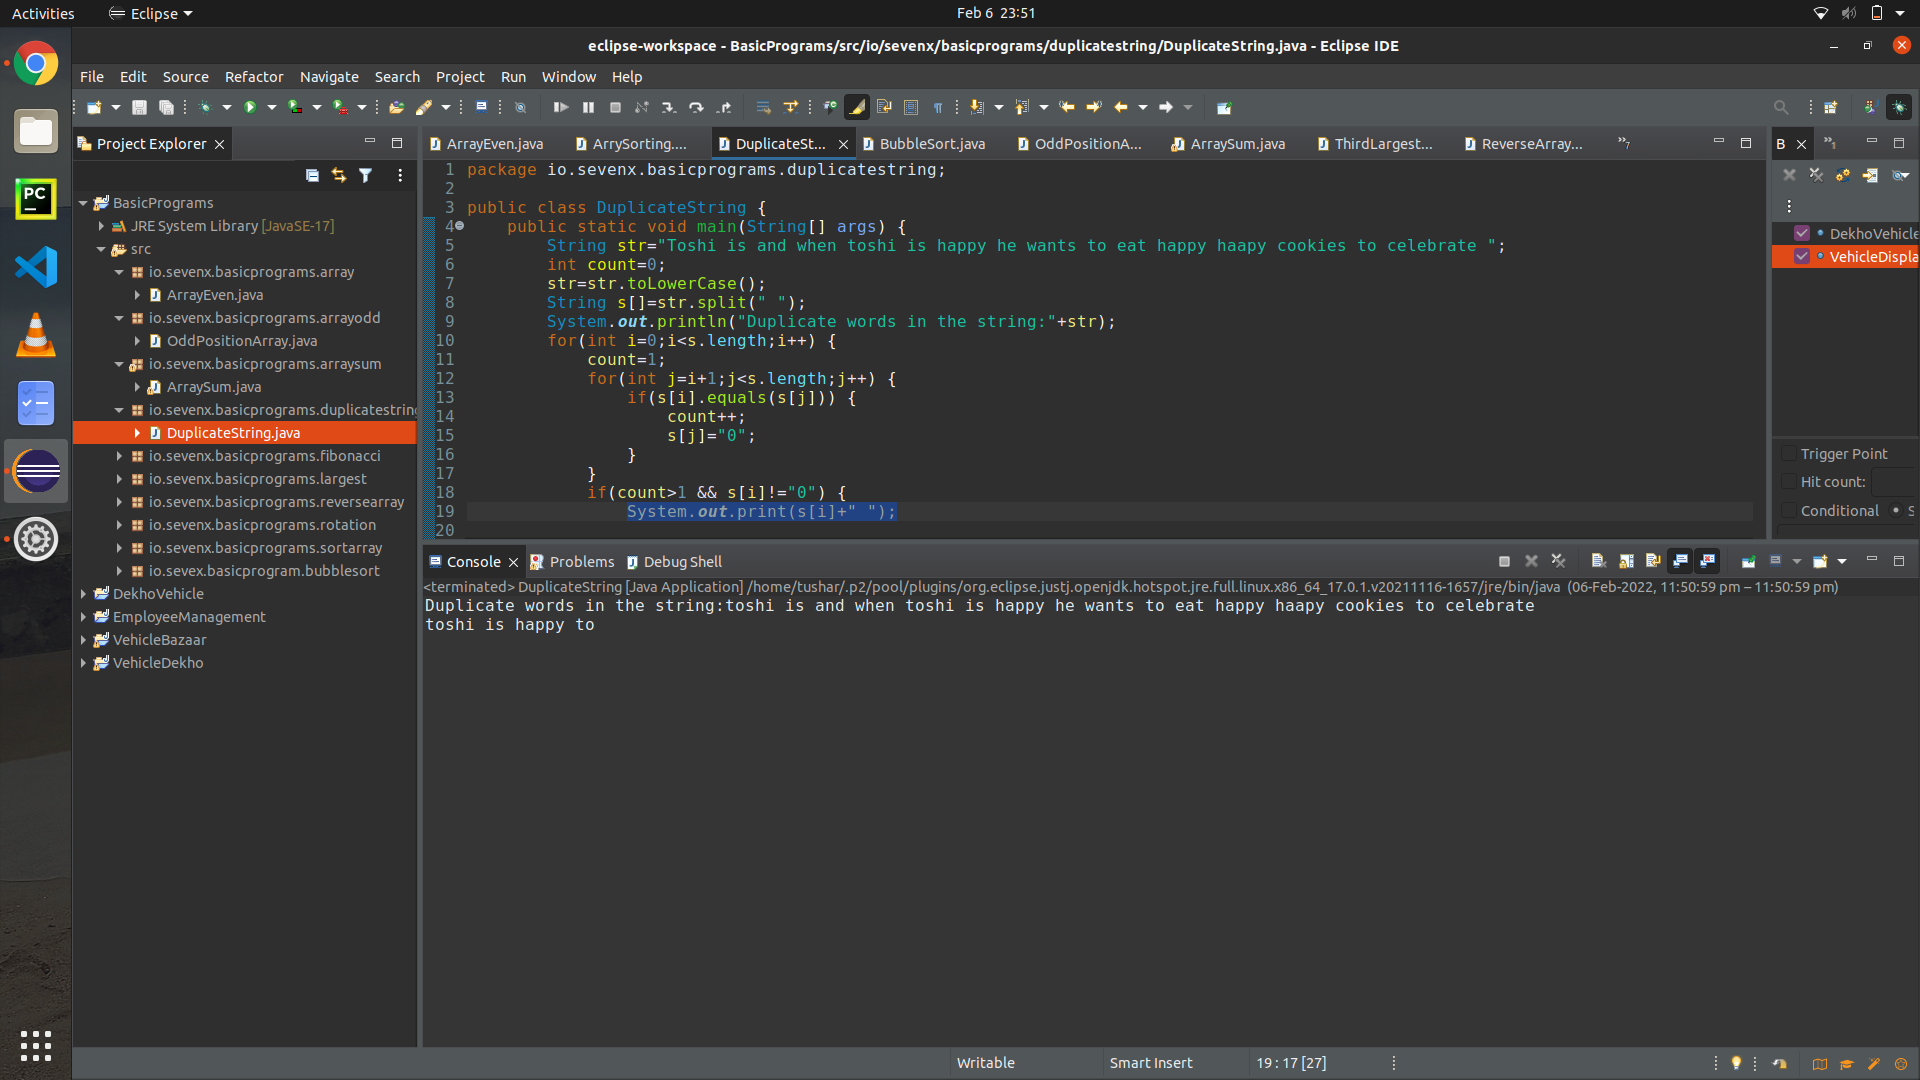 Activities
Eclipse
Feb 6 23:51
eclipse-workspace - BasicPrograms/src/io/sevenx/basicprograms/duplicatestring/DuplicateString.java - Eclipse IDE
File Edit Source Refactor Navigate Search Project Run Window Help
Project Explorer
BasicPrograms
JRE System Library [JavaSE-17]
src
io.sevenx.basicprograms.array
ArrayEven.java
io.sevenx.basicprograms.arrayodd
OddPositionArray.java
io.sevenx.basicprograms.arraysum
ArraySum.java
io.sevenx.basicprograms.duplicatestring
DuplicateString.java
io.sevenx.basicprograms.fibonacci
io.sevenx.basicprograms.largest
io.sevenx.basicprograms.reversearray
io.sevenx.basicprograms.rotation
io.sevenx.basicprograms.sortarray
io.sevex.basicprogram.bubblesort
DekhoVehicle
EmployeeManagement
VehicleBazaar
VehicleDekho
PC
ArrayEven.java ArrySorting.... DuplicateSt... BubbleSort.java OddPositionA... ArraySum.java ThirdLargest... ReverseArray... 7
1 package io.sevenx.basicprograms.duplicatestring;
2
3 public class DuplicateString {
4 public static void main(String[] args) {
5 String str="Toshi is and when toshi is happy he wants to eat happy haapy cookies to celebrate ";
6 int count=0;
7 str=str.toLowerCase();
8 String s[]=str.split(" ");
9 System.out.println("Duplicate words in the string:"+str);
10 for(int i=0;i<s.length;i++) {
11 count=1;
12 for(int j=i+1;j<s.length;j++) {
13 if(s[i].equals(s[j])) {
14 count++;
15 s[j]="0";
16 }
17 }
18 if(count>1 && s[i]!="0") {
19 System.out.print(s[i]+" ");
20
B
1
DekhoVehicle
VehicleDispla
Trigger Point
Hit count:
Conditional S
Console Problems Debug Shell
<terminated> DuplicateString [Java Application] /home/tushar/.p2/pool/plugins/org.eclipse.justj.openjdk.hotspot.jre.full.linux.x86_64_17.0.1.v20211116-1657/jre/bin/java (06-Feb-2022, 11:50:59 pm – 11:50:59 pm)
Duplicate words in the string:toshi is and when toshi is happy he wants to eat happy haapy cookies to celebrate
toshi is happy to
Writable
Smart Insert
19 : 17 [27]